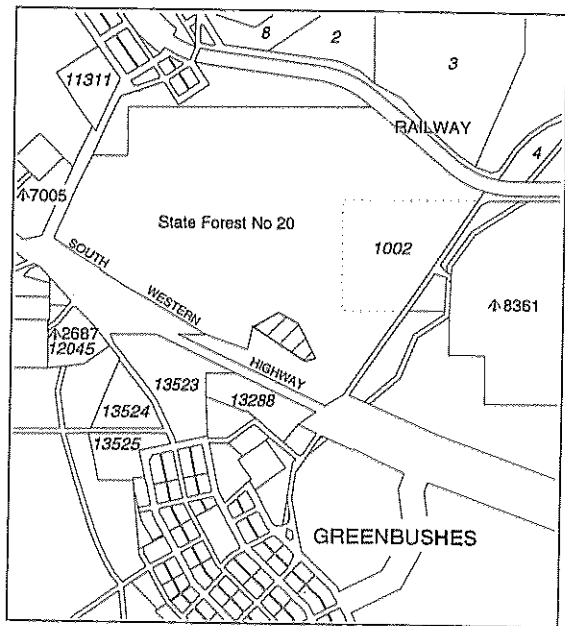 8
2
3
11311
RAILWAY
4
7005
State Forest No 20
1002
SOUTH
WESTERN
HIGHWAY
8361
2687
12045
13523
13288
13524
13525
GREENBUSHES